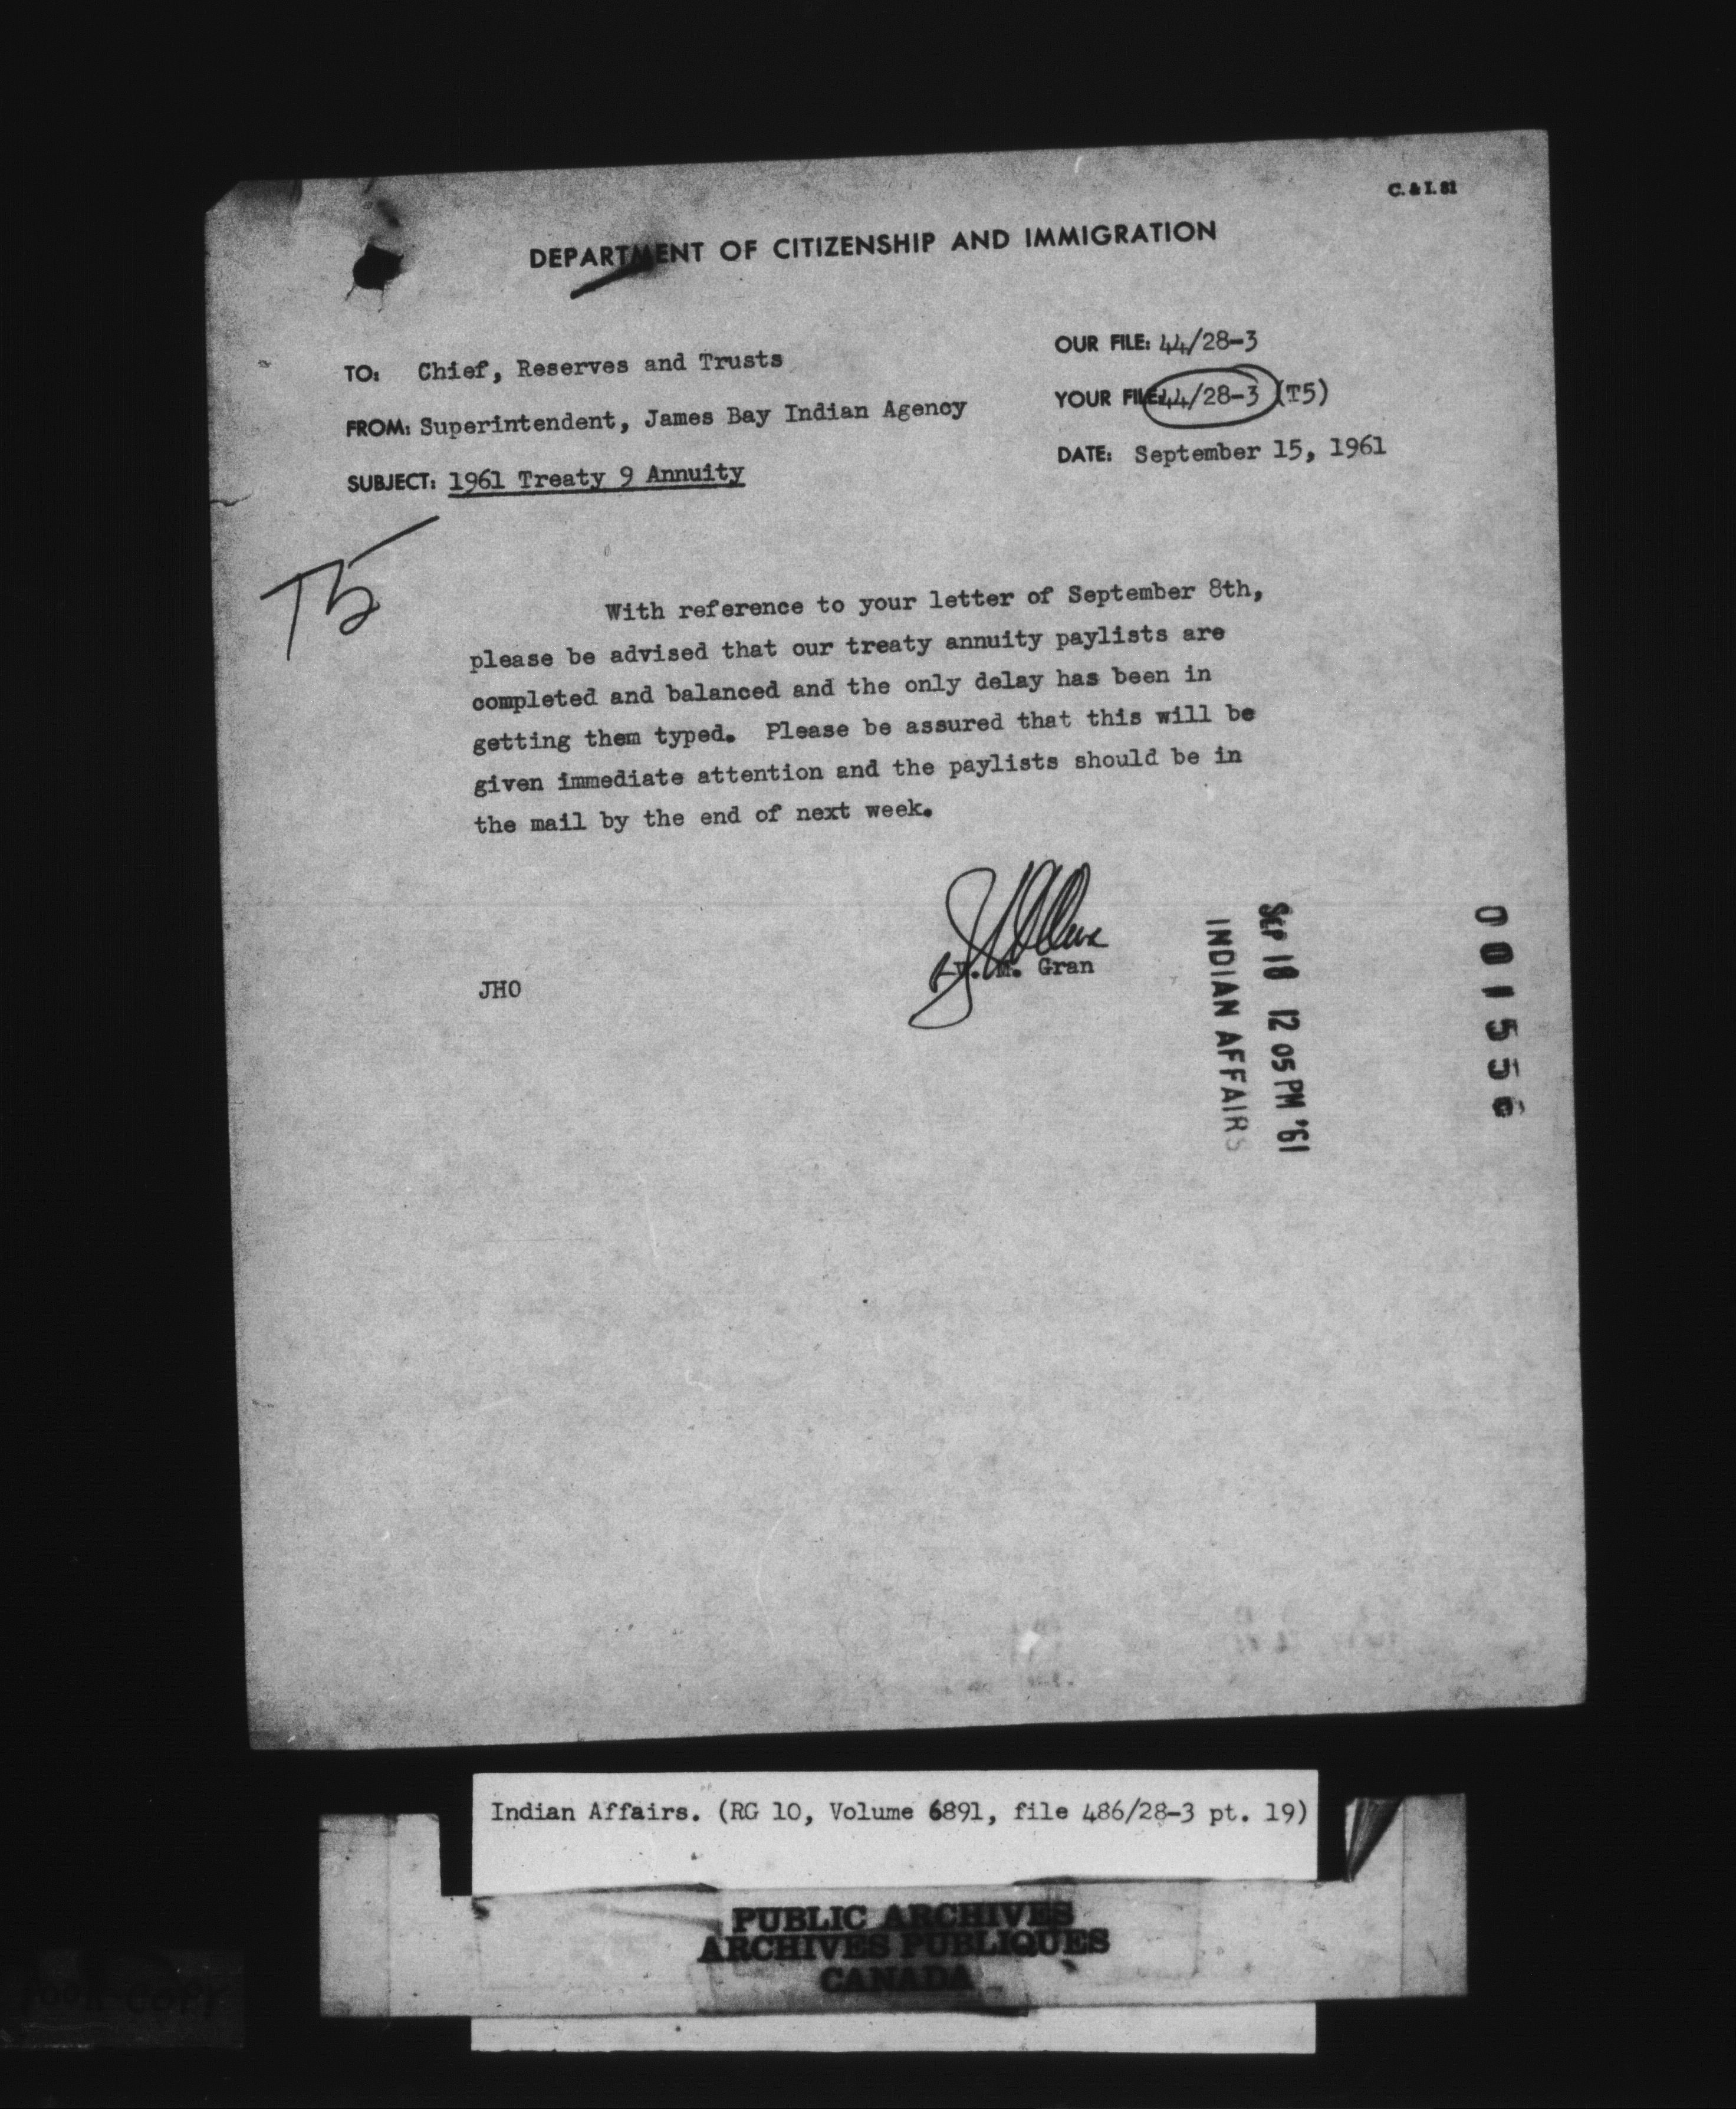 C. & I. 81
DEPARTMENT OF CITIZENSHIP AND IMMIGRATION
OUR FILE: 44/28-3
TO: Chief, Reserves and Trusts
YOUR FILE: 44/28-3 (T5)
FROM: Superintendent, James Bay Indian Agency
DATE: September 15, 1961
SUBJECT: 1961 Treaty 9 Annuity
T5
With reference to your letter of September 8th,
please be advised that our treaty annuity paylists are
completed and balanced and the only delay has been in
getting them typed. Please be assured that this will be
given immediate attention and the paylists should be in
the mail by the end of next week.
M. Gran
JHO
SEP 18 12 05 PM '61
INDIAN AFFAIRS
001556
Indian Affairs. (RG 10, Volume 6891, file 486/28-3 pt. 19)
PUBLIC ARCHIVES
ARCHIVES PUBLIQUES
CANADA
POOR COPY